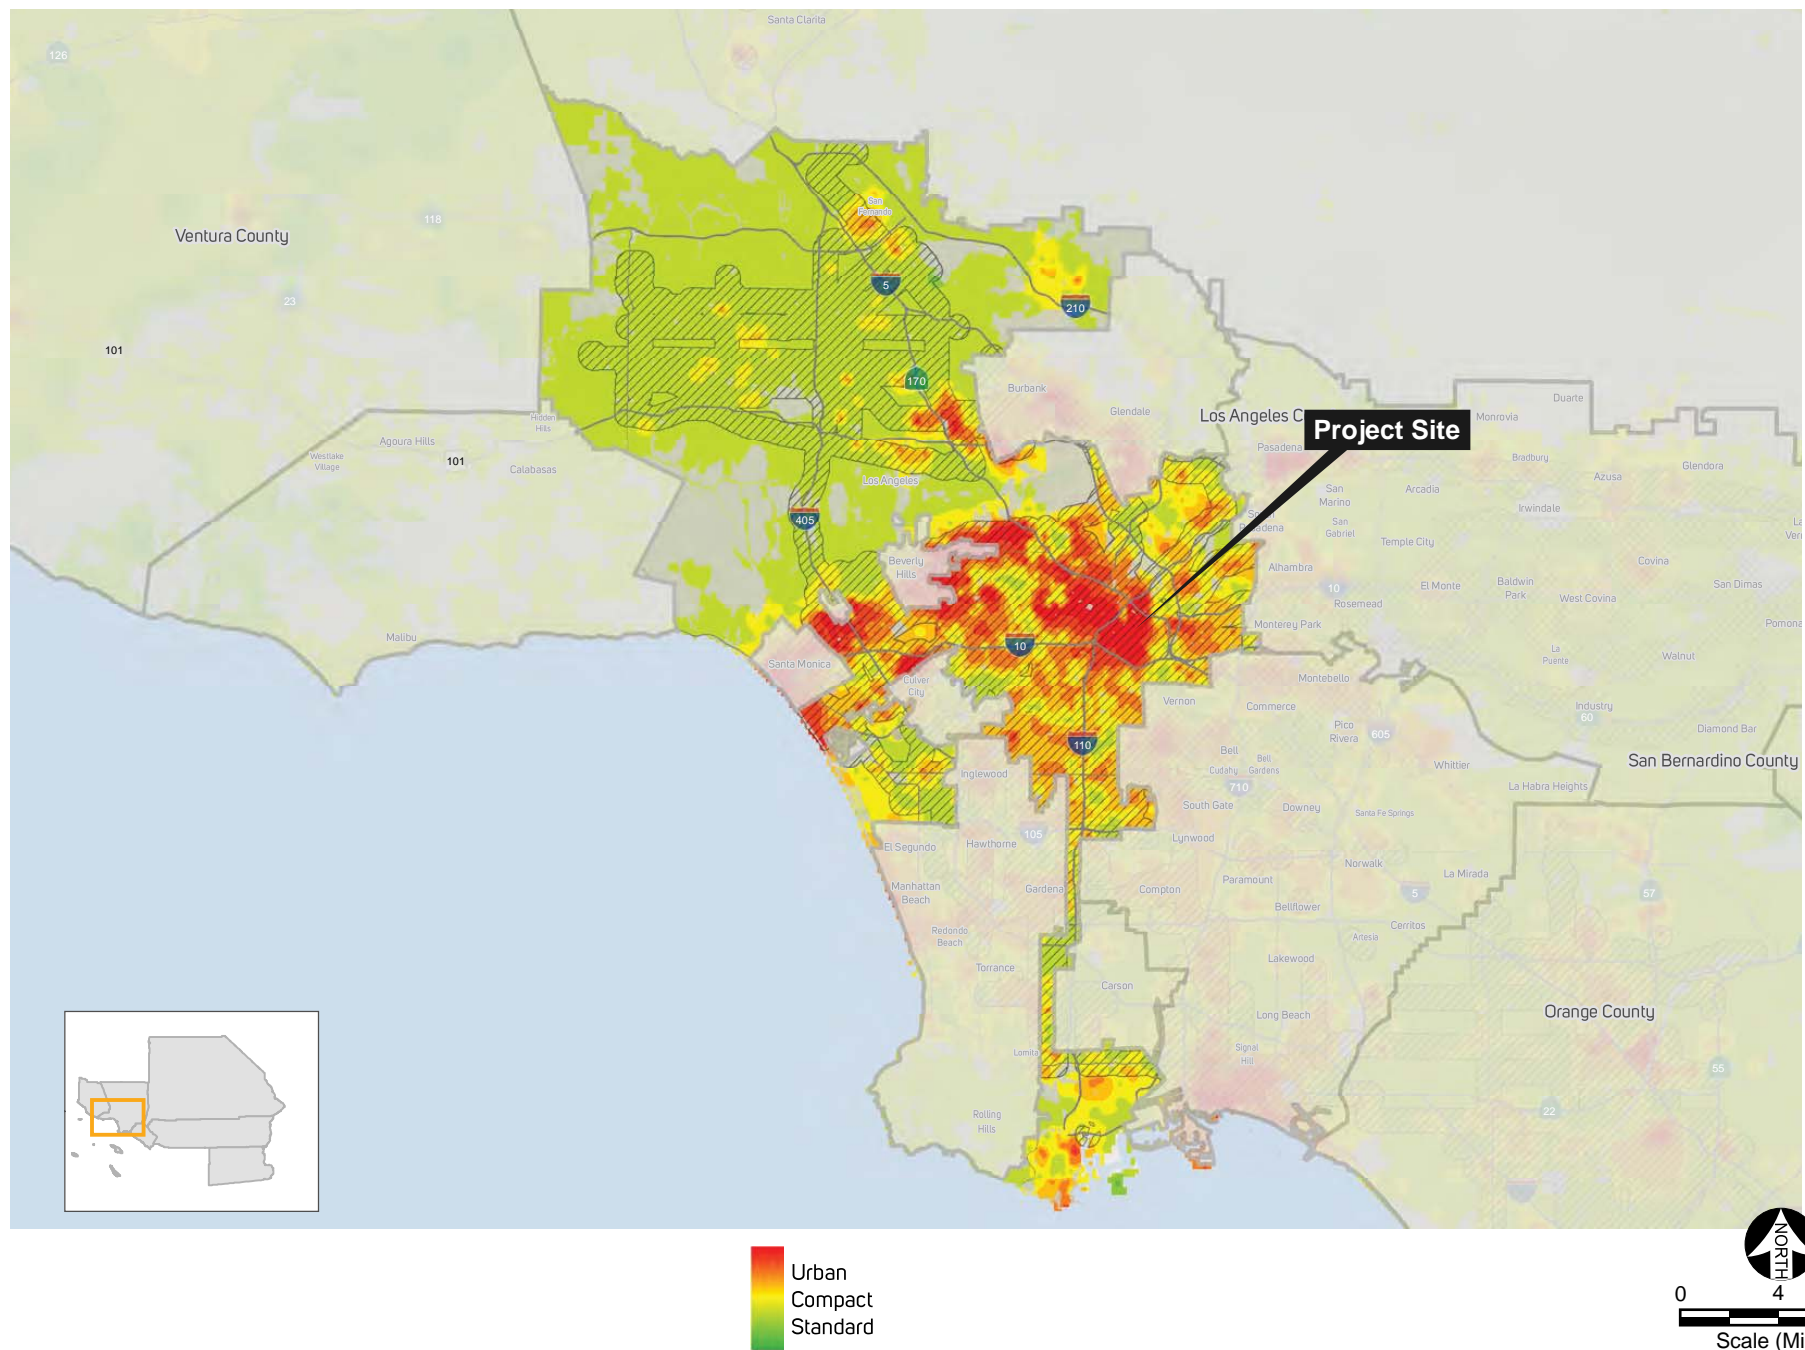 Santa Clarita
126
118
Ventura County
San
Fernando
5
23
210
101
170
Burbank
Glendale
Los Angeles C
Project Site
Duarte
Monrovia
Hidden
Hills
Agoura Hills
Westlake
Village
101
Calabasas
Pasadena
Bradbury
Glendora
Azusa
Los Angeles
San
Marino
Arcadia
Irwindale
405
San
Gabriel
Temple City
Covina
Beverly
Hills
Alhambra
10
El Monte
Baldwin
Park
San Dimas
West Covina
Rosemead
Monterey Park
Pomona
Malibu
10
La
Puente
Walnut
Santa Monica
Culver
City
Montebello
Vernon
Commerce
Industry
60
Pico
Rivera
605
Diamond Bar
110
Bell
Bell
Gardens
Cudahy
Whittier
San Bernardino County
Inglewood
710
La Habra Heights
South Gate
Downey
Santa Fe Springs
105
Hawthorne
Lynwood
El Segundo
Norwalk
La Mirada
Manhattan
Beach
Gardena
Compton
Paramount
5
57
Bellflower
Redondo
Beach
Artesia
Cerritos
Torrance
Lakewood
Carson
Long Beach
Orange County
Lomita
Signal
Hill
55
Rolling
Hills
22
NORTH
Urban
Compact
Standard
0 4
Scale (Mi